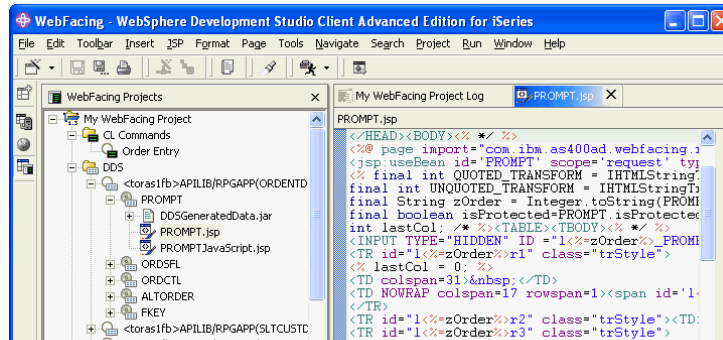 WebFacing - WebSphere Development Studio Client Advanced Edition for iSeries
File Edit Toolbar Insert JSP Format Page Tools Navigate Search Project Run Window Help
WebFacing Projects
My WebFacing Project
CL Commands
Order Entry
DDS
<toras1fb>APILIB/RPGAPP(ORDENTD
PROMPT
DDSGeneratedData.jar
PROMPT.jsp
PROMPTJavaScript.jsp
ORDSFL
ORDCTL
ALTORDER
FKEY
<toras1fb>APILIB/RPGAPP(SLTCUSTD
My WebFacing Project Log
PROMPT.jsp
PROMPT.jsp
</HEAD><BODY><% */ %>
<%@ page import="com.ibm.as400ad.webfacing.r
<jsp:useBean id='PROMPT' scope='request' typ
<% final int QUOTED_TRANSFORM = IHTMLStringT
final int UNQUOTED_TRANSFORM = IHTMLStringTr
final String zOrder = Integer.toString(PROMP
final boolean isProtected=PROMPT.isProtected
int lastCol; /* %><TABLE><TBODY><% */ %>
<INPUT TYPE="HIDDEN" ID ="l<%=zOrder%>_PROMP
<TR id="l<%=zOrder%>r1" class="trStyle">
<% lastCol = 0; %>
<TD colspan=31>&nbsp;</TD>
<TD NOWRAP colspan=17 rowspan=1><span id='l<
</TR>
<TR id="l<%=zOrder%>r2" class="trStyle"><TD
<TR id="l<%=zOrder%>r3" class="trStyle">